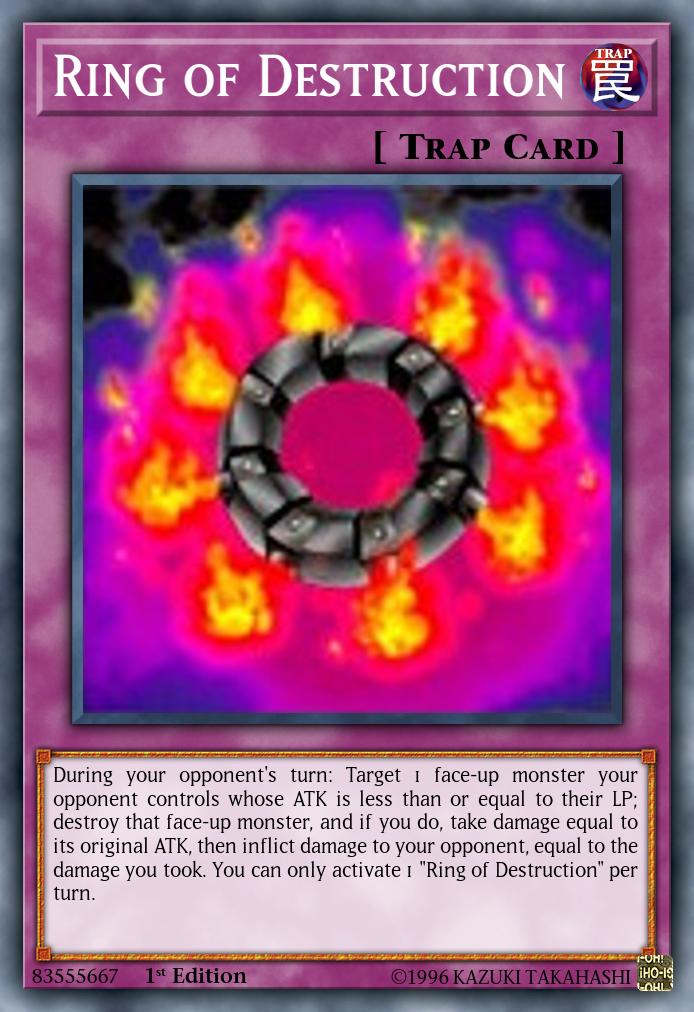 RING OF DESTRUCTION
TRAP
罠
[ TRAP CARD ]
During your opponent's turn: Target 1 face-up monster your
opponent controls whose ATK is less than or equal to their LP;
destroy that face-up monster, and if you do, take damage equal to
its original ATK, then inflict damage to your opponent, equal to the
damage you took. You can only activate 1 "Ring of Destruction" per
turn.
83555667 1st Edition ©1996 KAZUKI TAKAHASHI